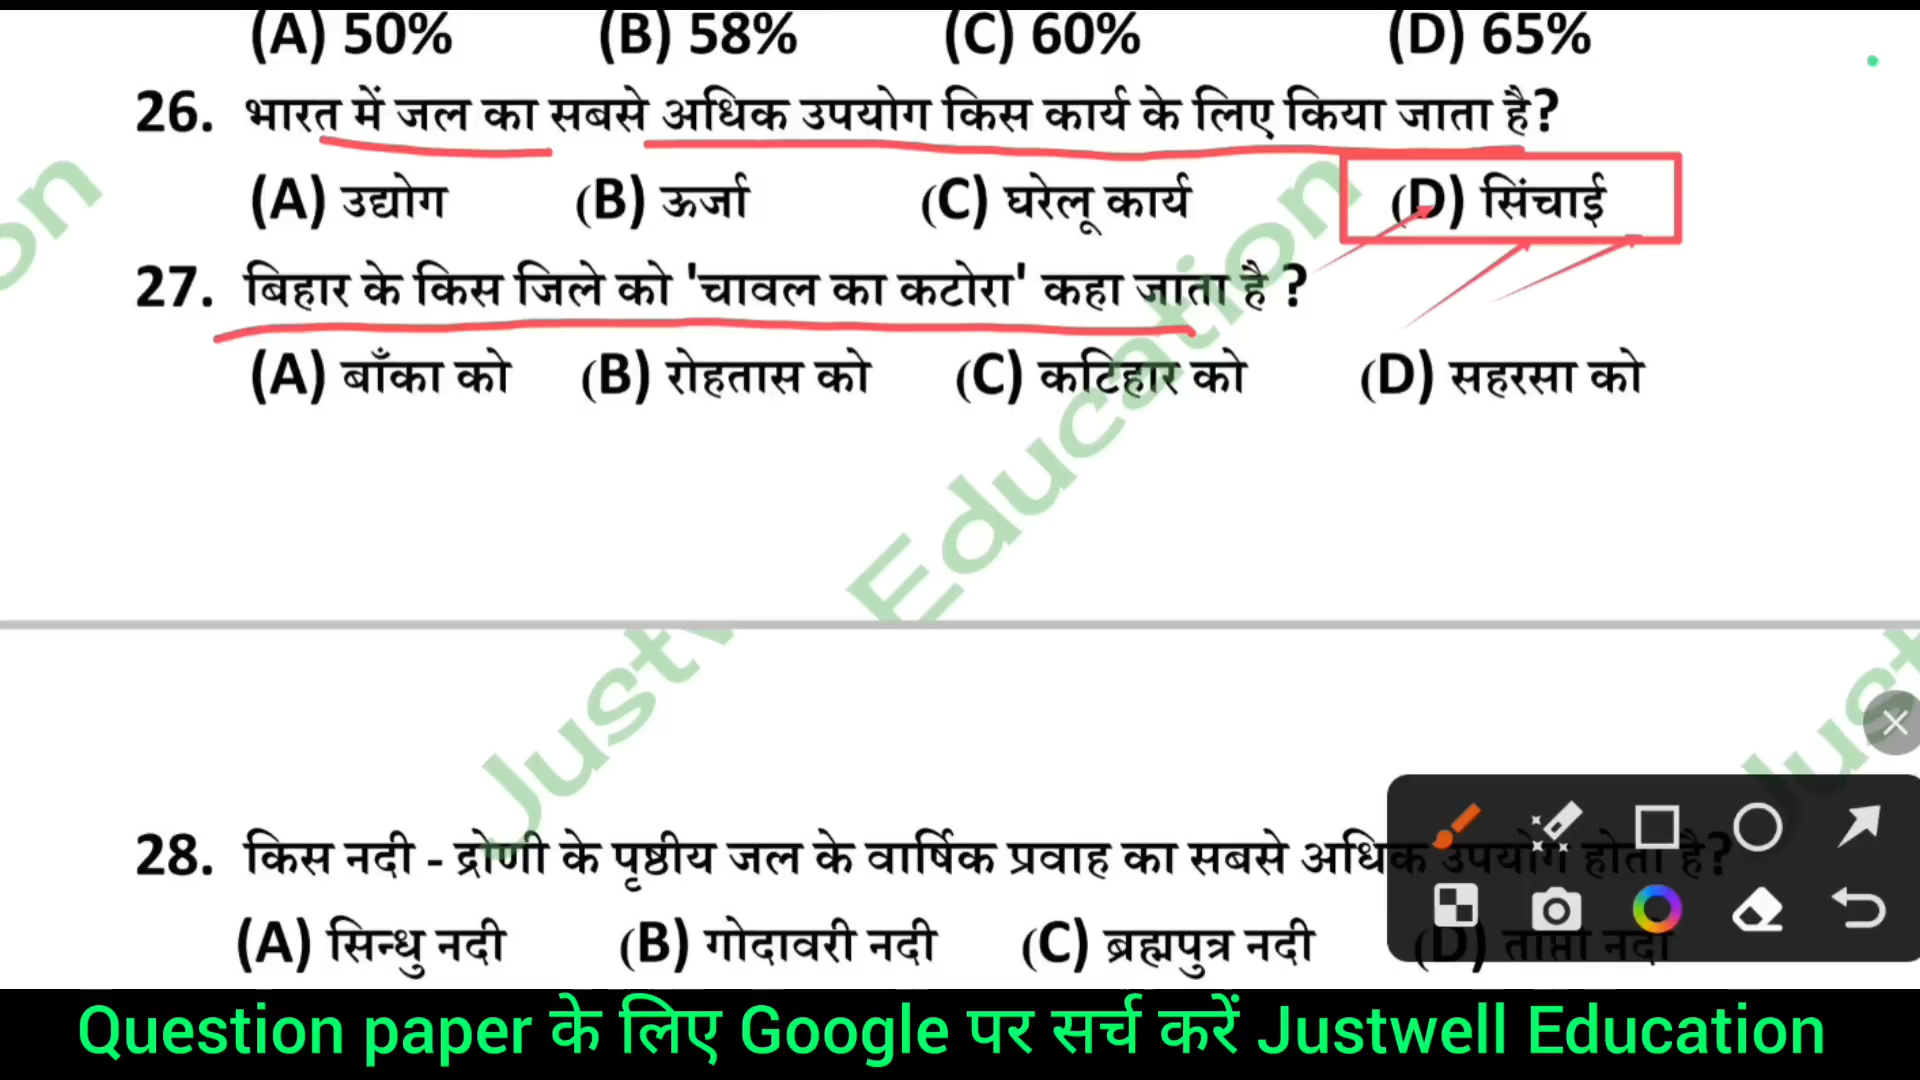 (A) 50% (B) 58% (C) 60% (D) 65%
26. भारत में जल का सबसे अधिक उपयोग किस कार्य के लिए किया जाता है?
(A) उद्योग (B) ऊर्जा (C) घरेलू कार्य (D) सिंचाई
27. बिहार के किस जिले को 'चावल का कटोरा' कहा जाता है ?
(A) बाँका को (B) रोहतास को (C) कटिहार को (D) सहरसा को
Education
28. किस नदी - द्रोणी के पृष्ठीय जल के वार्षिक प्रवाह का सबसे अधिक उपयोग होता है?
(A) सिन्धु नदी (B) गोदावरी नदी (C) ब्रह्मपुत्र नदी (D) ताप्ती नदी
Question paper के लिए Google पर सर्च करें Justwell Education